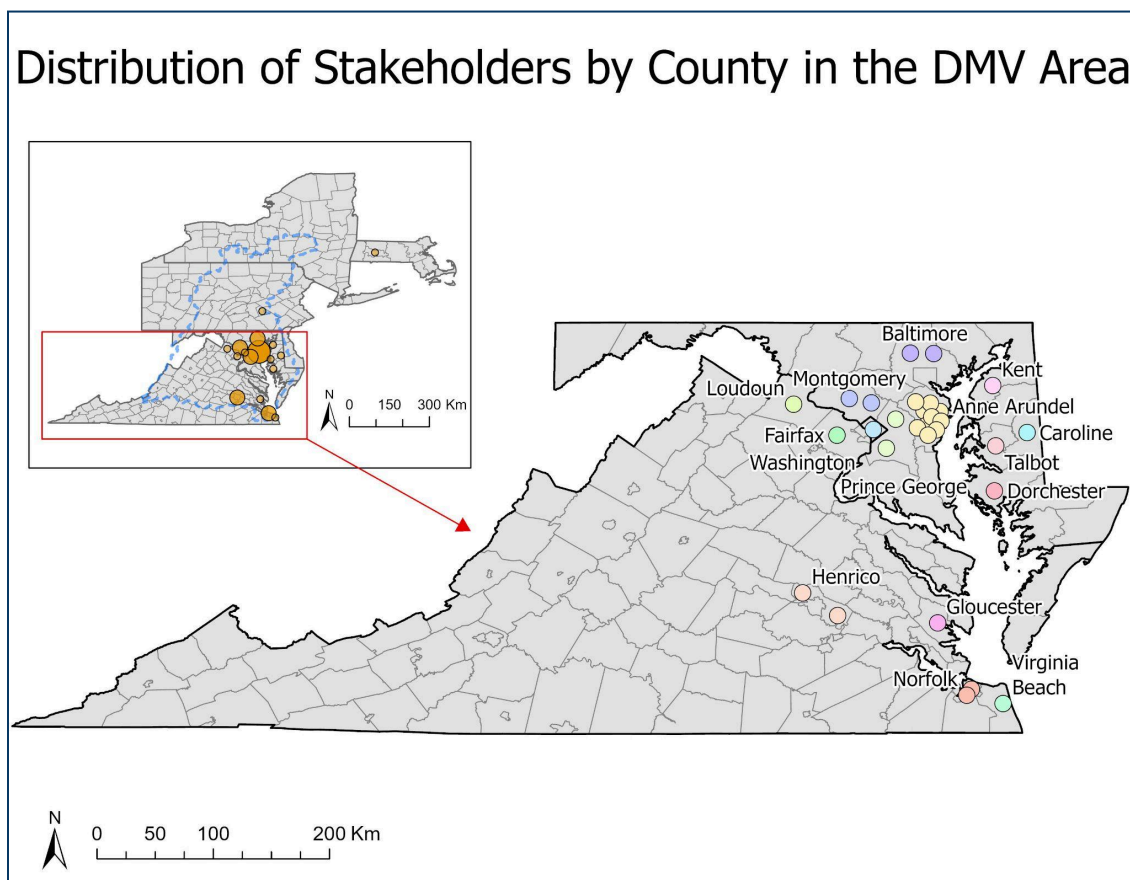 Distribution of Stakeholders by County in the DMV Area
N
0 150 300 Km
Baltimore
Kent
Loudoun
Montgomery
Anne Arundel
Fairfax
Caroline
Washington
Talbot
Prince George
Dorchester
Henrico
Gloucester
Virginia
Beach
Norfolk
N
0 50 100 200 Km